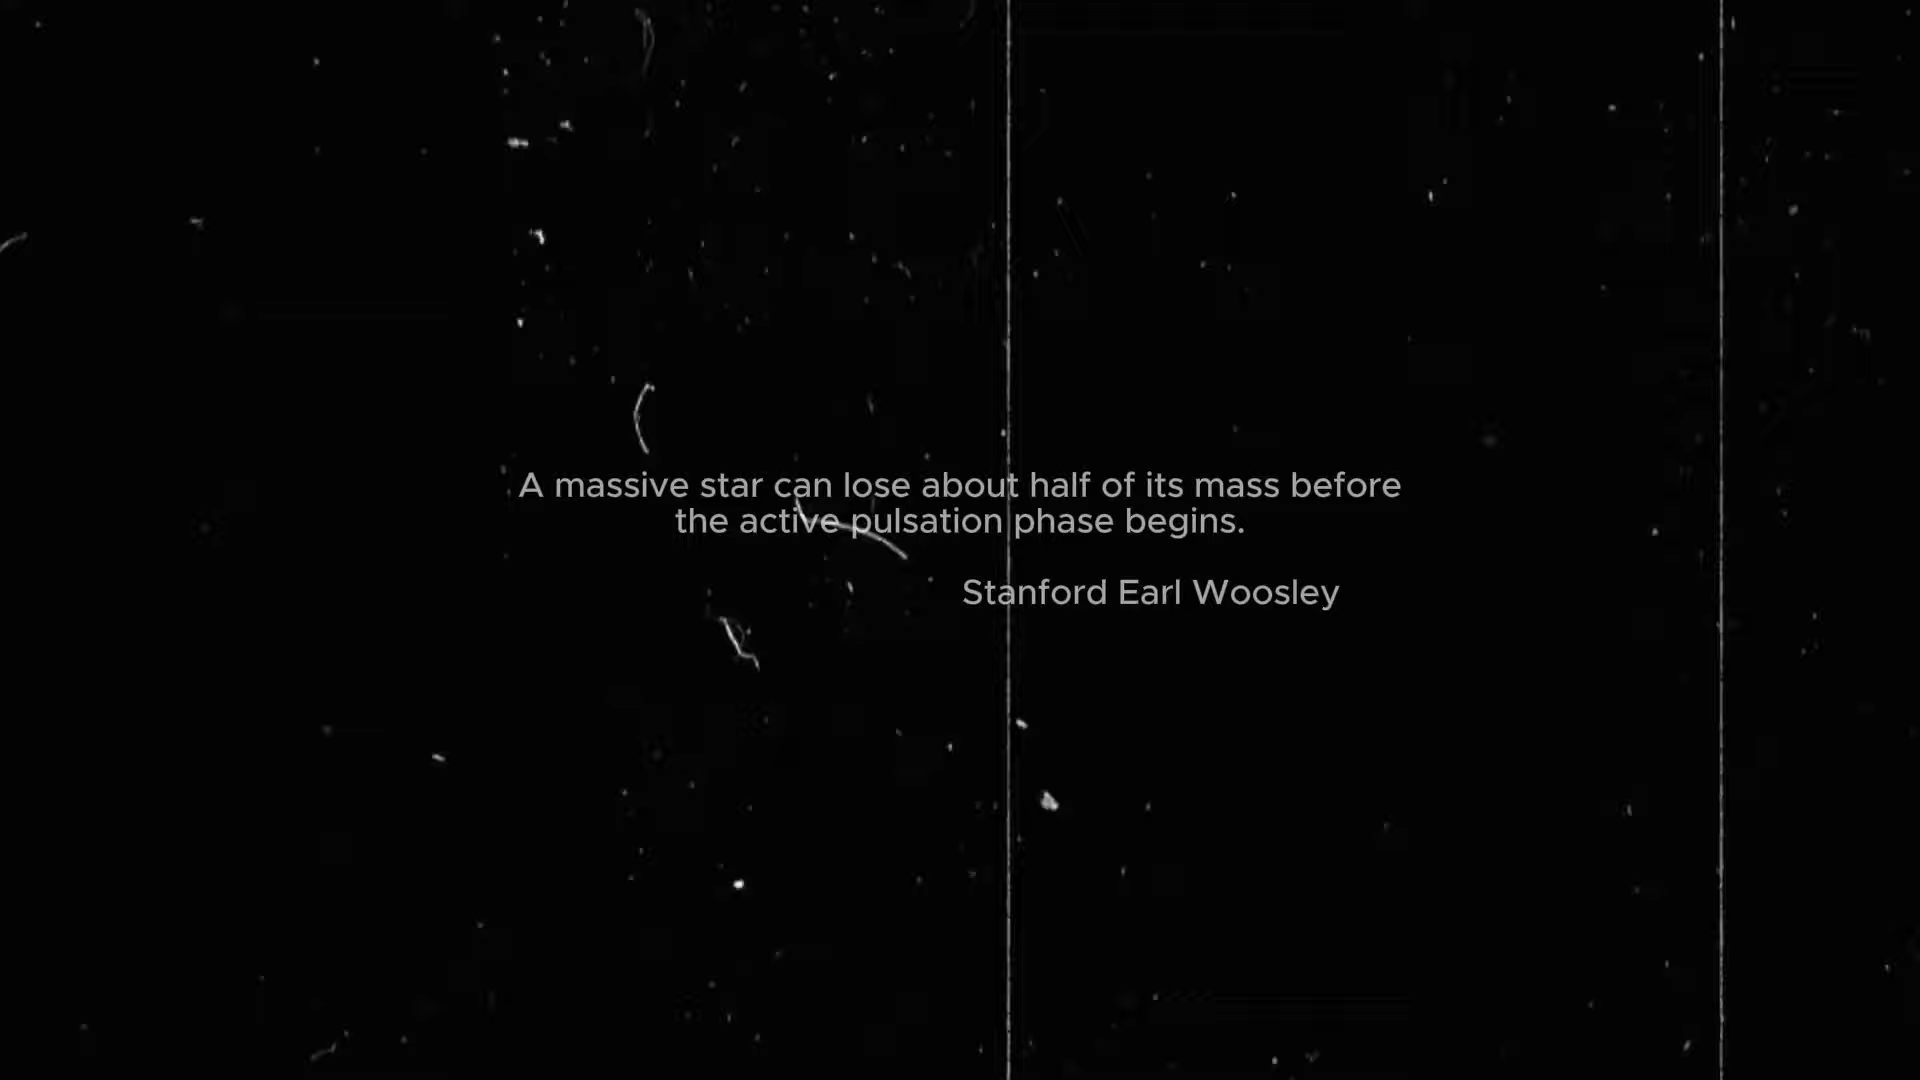 A massive star can lose about half of its mass before
the active pulsation phase begins.
Stanford Earl Woosley